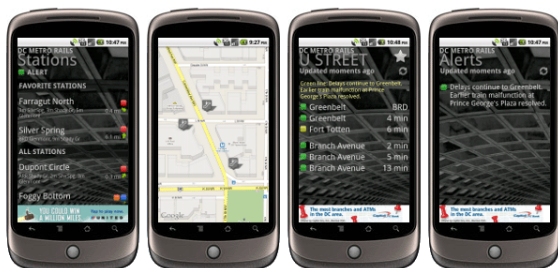 10:47 PM
DC METRO RAILS
Stations
ALERT
FAVORITE STATIONS
Farragut North
Silver Spring
ALL STATIONS
Dupont Circle
Foggy Bottom
YOU COULD WIN
A MILLION MILES
9:27 PM
Google
10:48 PM
DC METRO RAILS
U STREET
Updated moments ago
Green line: Delays continue to Greenbelt.
Earlier train malfunction at Prince
George's Plaza resolved.
Greenbelt BRD
Greenbelt 4 min
Fort Totten 6 min
Branch Avenue 2 min
Branch Avenue 5 min
Branch Avenue 13 min
The most branches and ATMs
in the DC area.
10:47 PM
DC METRO RAILS
Alerts
Updated moments ago
Delays continue to Greenbelt.
Earlier train malfunction at
Prince George's Plaza resolved.
The most branches and ATMs
in the DC area.